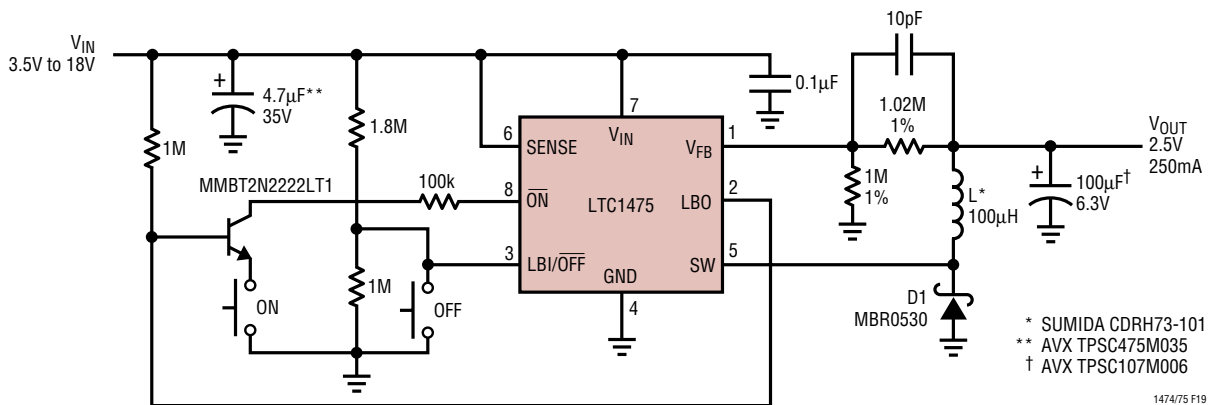 V_IN
3.5V to 18V
1M
+
4.7µF**
35V
1.8M
MMBT2N2222LT1
100k
ON
1M
OFF
6
SENSE
8
O̅N̅
3
LBI/O̅F̅F̅
7
V_IN
LTC1475
GND
4
1
V_FB
2
LBO
5
SW
0.1µF
10pF
1.02M
1%
1M
1%
L*
100µH
D1
MBR0530
+
100µF†
6.3V
V_OUT
2.5V
250mA
* SUMIDA CDRH73-101
** AVX TPSC475M035
† AVX TPSC107M006
1474/75 F19